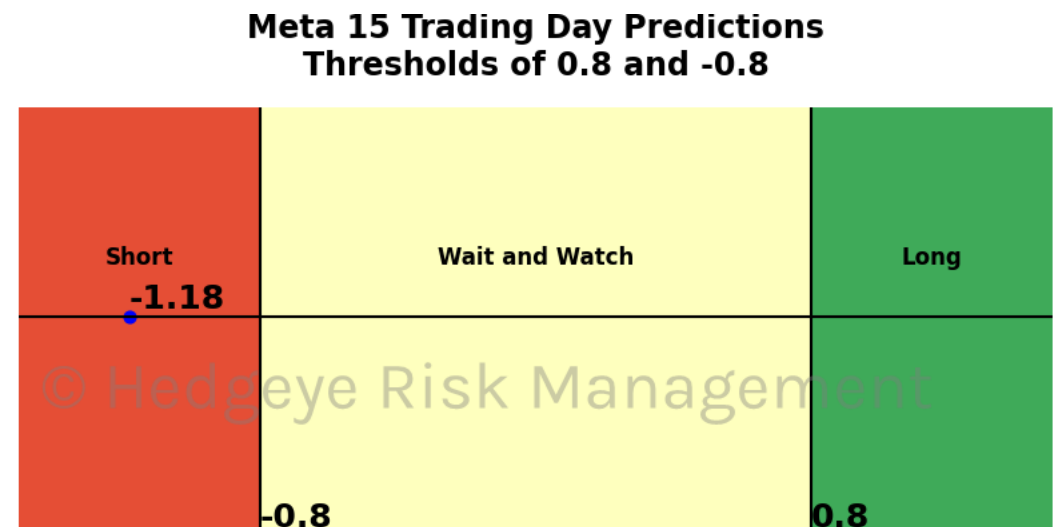 Meta 15 Trading Day Predictions
Thresholds of 0.8 and -0.8
Short
Wait and Watch
Long
-1.18
© Hedgeye Risk Management
-0.8
0.8